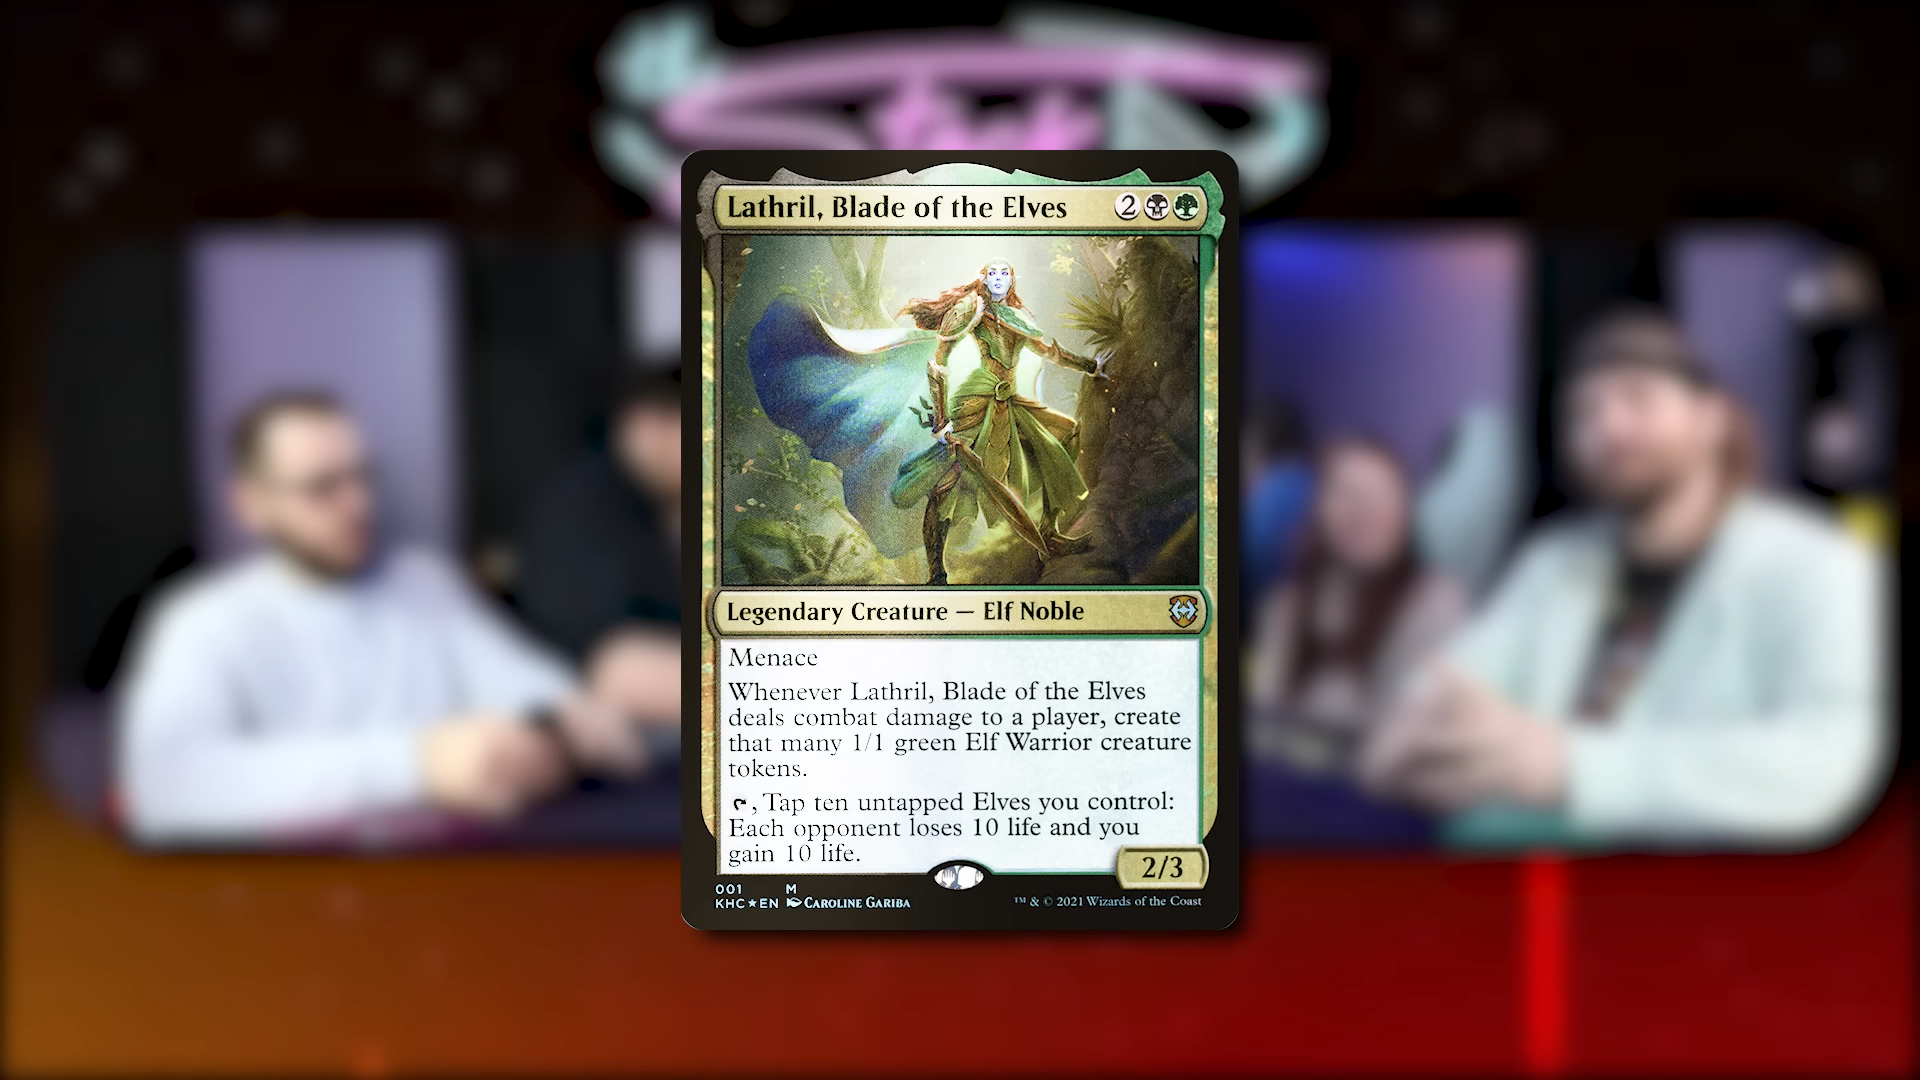 Lathril, Blade of the Elves 2
Legendary Creature — Elf Noble
Menace
Whenever Lathril, Blade of the Elves
deals combat damage to a player, create
that many 1/1 green Elf Warrior creature
tokens.
, Tap ten untapped Elves you control:
Each opponent loses 10 life and you
gain 10 life.
2/3
001 M
KHC★EN Caroline Gariba
™ & © 2021 Wizards of the Coast